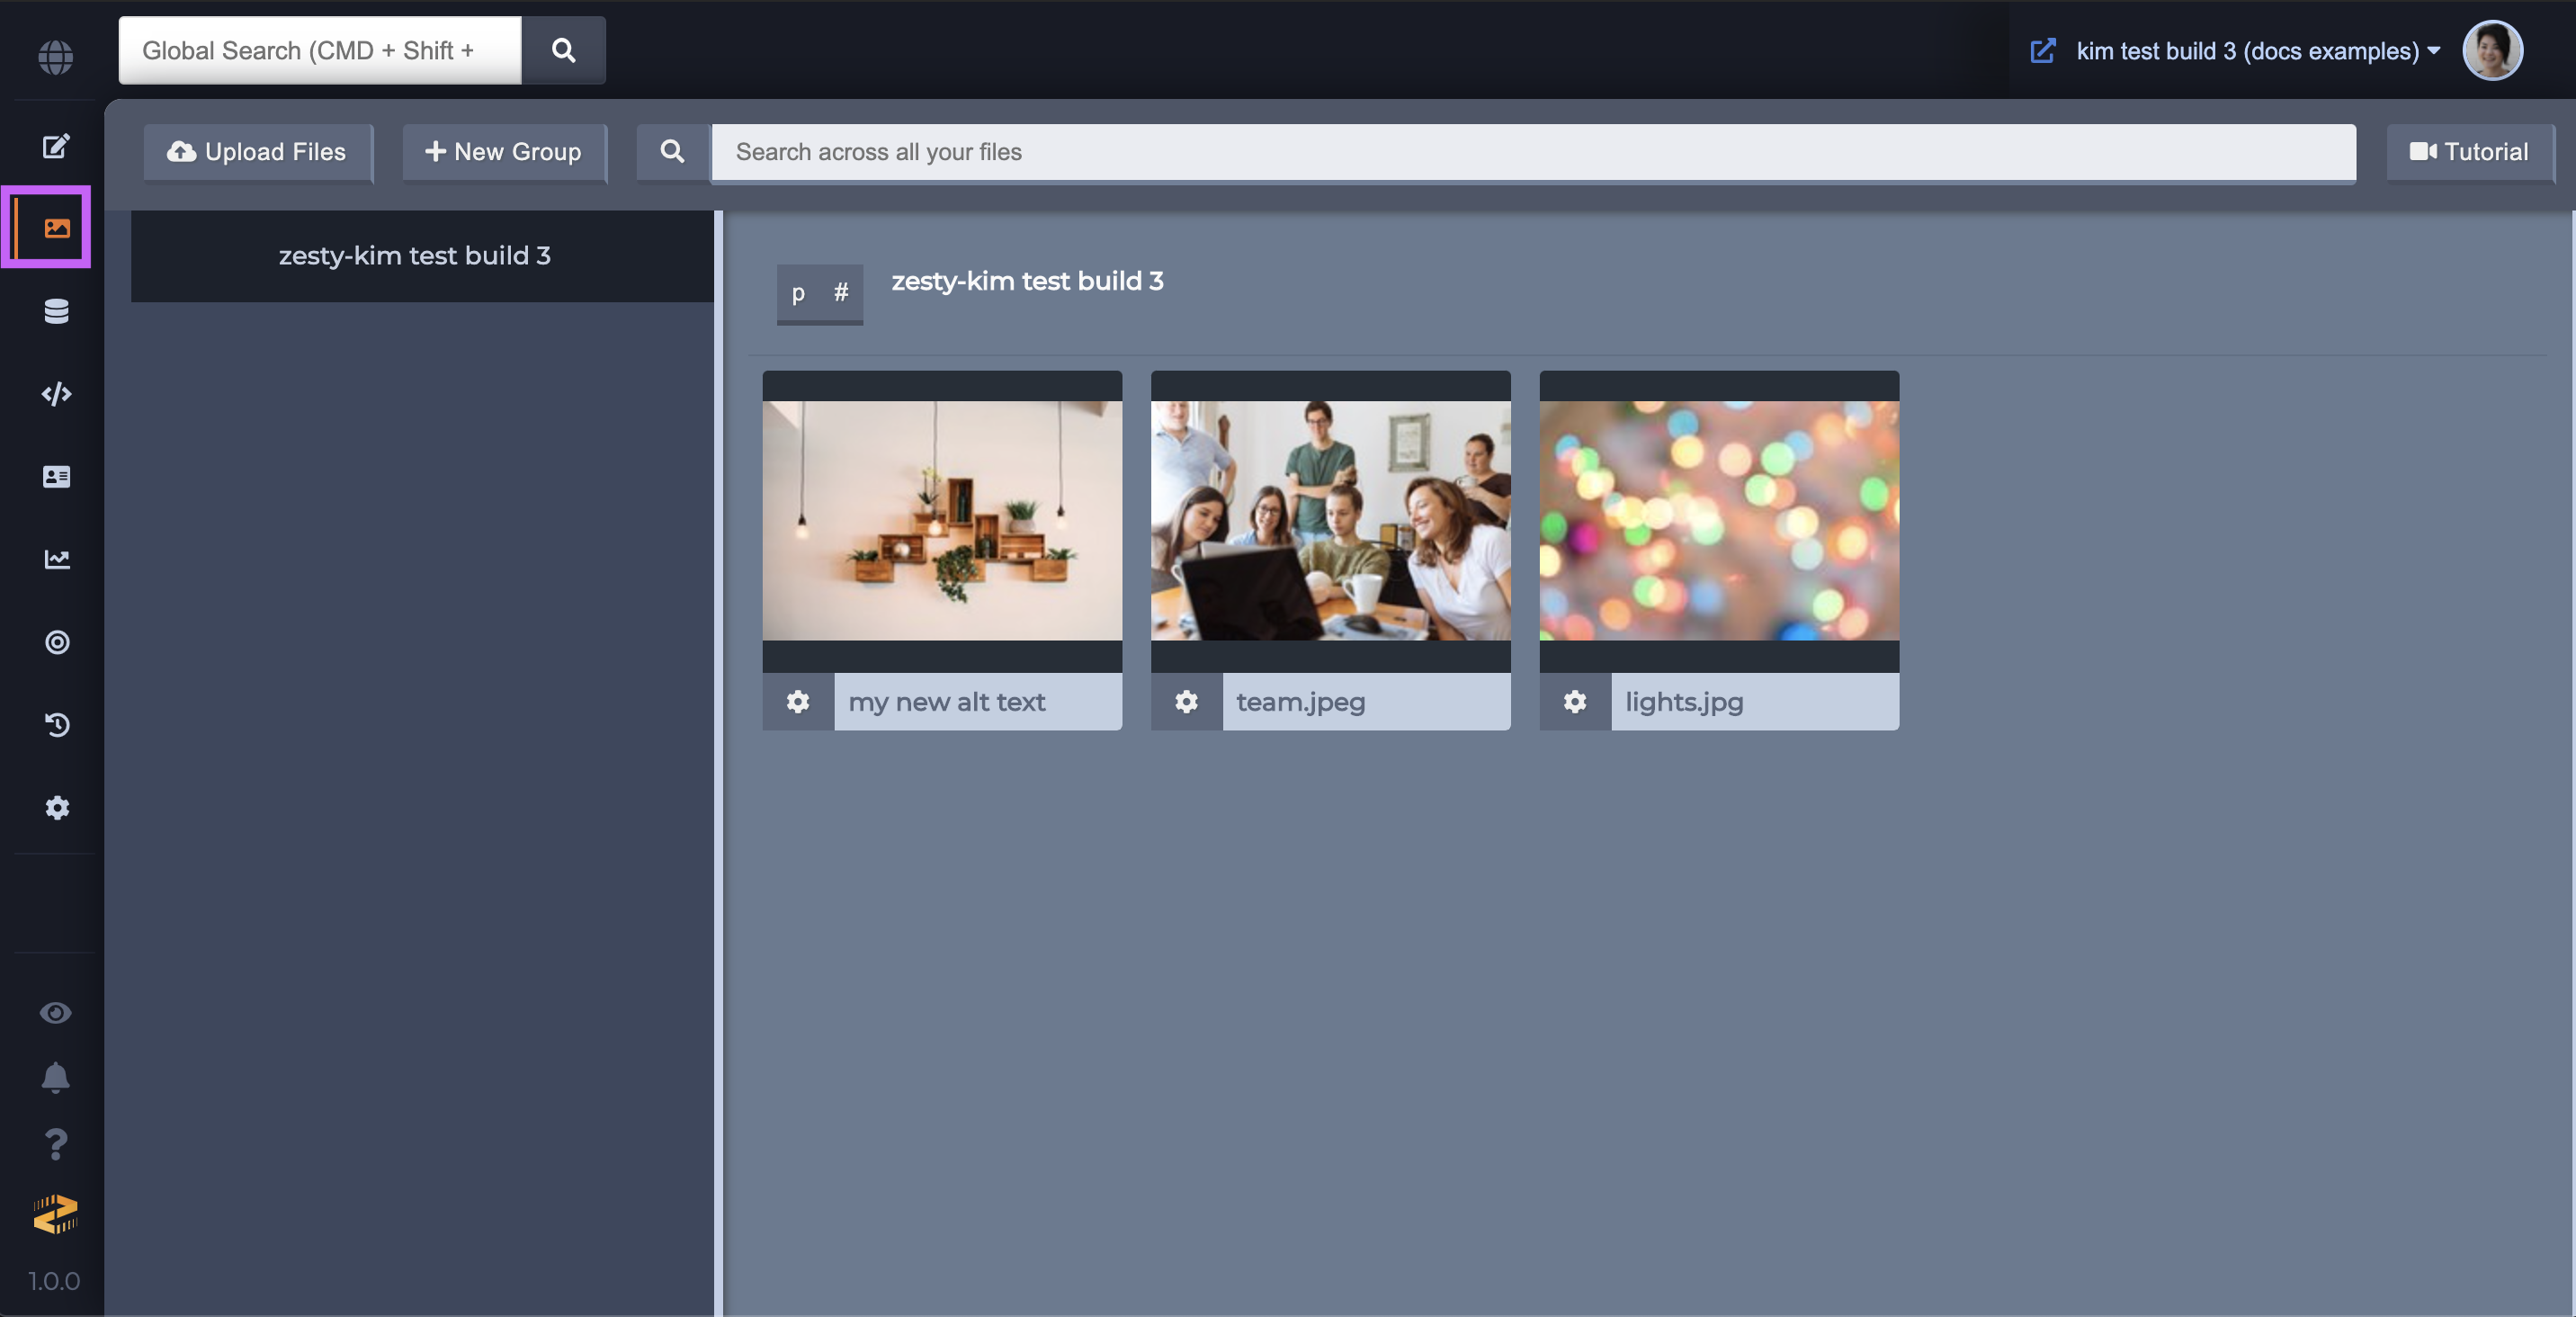 Global Search (CMD + Shift +
kim test build 3 (docs examples)
Upload Files
New Group
Search across all your files
Tutorial
zesty-kim test build 3
p #
zesty-kim test build 3
my new alt text
team.jpeg
lights.jpg
1.0.0